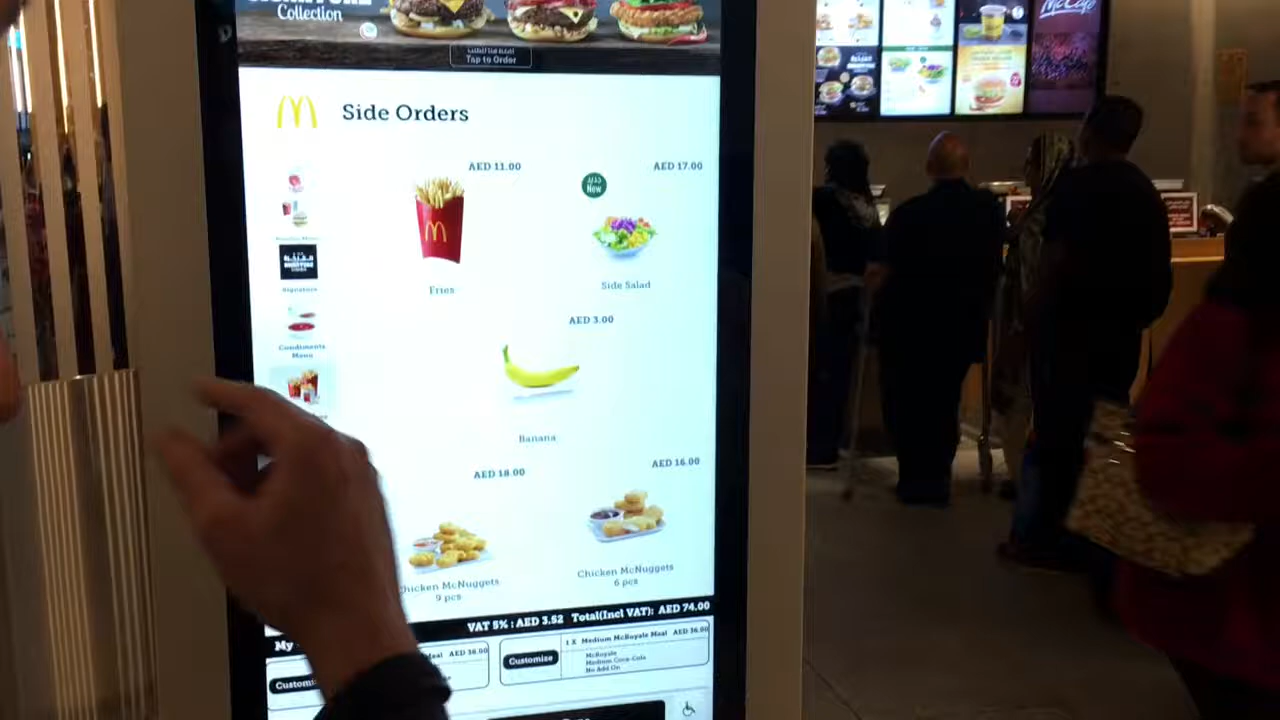 Collection
Tap to Order
Side Orders
AED 11.00
AED 17.00
New
Fries
Side Salad
Signature
AED 3.00
Condiments
Menu
Banana
AED 18.00
AED 16.00
Chicken McNuggets
9 pcs
Chicken McNuggets
6 pcs
VAT 5% : AED 3.52 Total(Incl VAT): AED 74.00
My
1 X Medium McRoyale Meal AED 36.00
Customize
McRoyale
Medium Coca-Cola
No Add On
McCafé